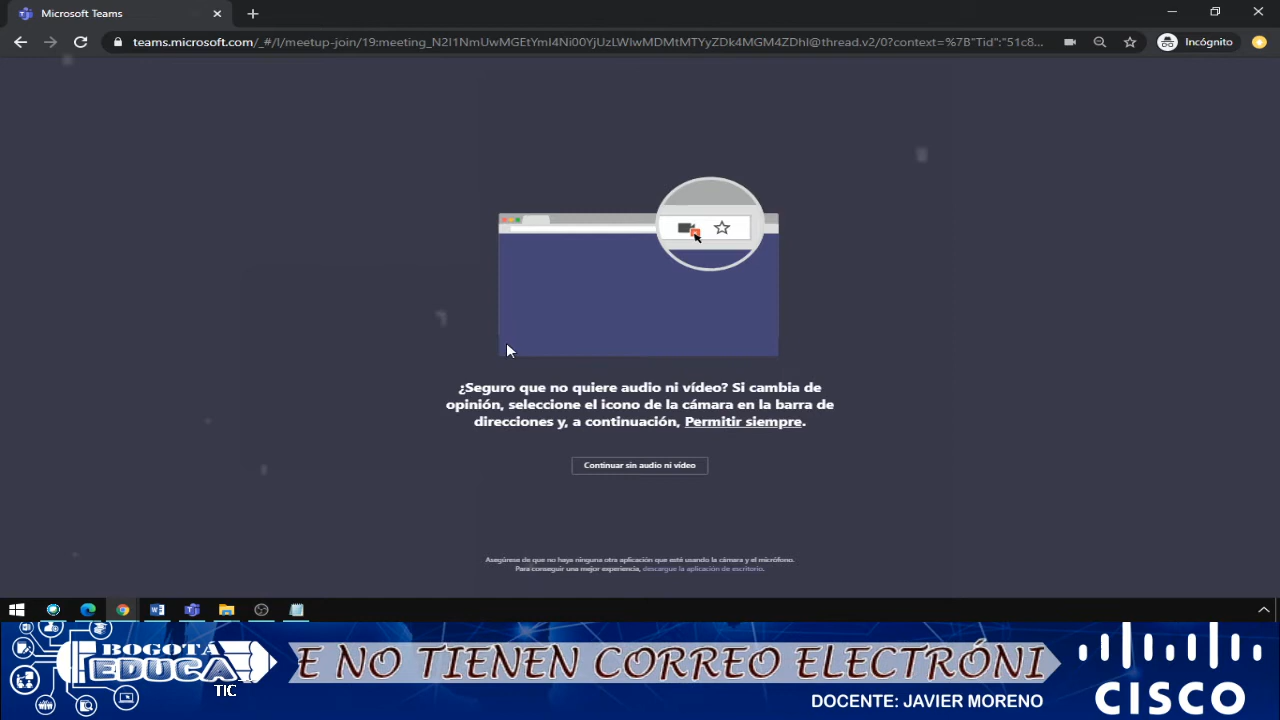 Microsoft Teams
teams.microsoft.com/_#/l/meetup-join/19:meeting_N2I1NmUwMGEtYmI4Ni00YjUzLWIwMDMtMTYyZDk4MGM4ZDhl@thread.v2/0?context=%7B"Tid":"51c8...
Incógnito
¿Seguro que no quiere audio ni vídeo? Si cambia de
opinión, seleccione el icono de la cámara en la barra de
direcciones y, a continuación, Permitir siempre.
Continuar sin audio ni vídeo
Asegúrese de que no haya ninguna otra aplicación que esté usando la cámara y el micrófono.
Para conseguir una mejor experiencia, descargue la aplicación de escritorio.
BOGOTÁ
EDUCA
TIC
E NO TIENEN CORREO ELECTRÓNI
DOCENTE: JAVIER MORENO
CISCO